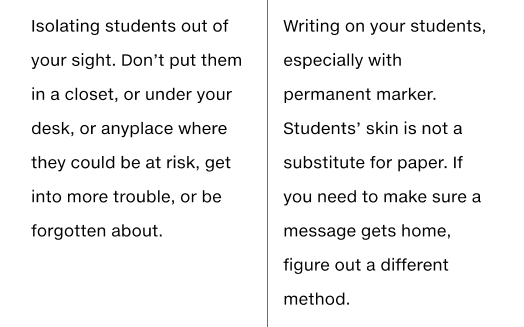 Isolating students out of
your sight. Don’t put them
in a closet, or under your
desk, or anyplace where
they could be at risk, get
into more trouble, or be
forgotten about.
Writing on your students,
especially with
permanent marker.
Students’ skin is not a
substitute for paper. If
you need to make sure a
message gets home,
figure out a different
method.